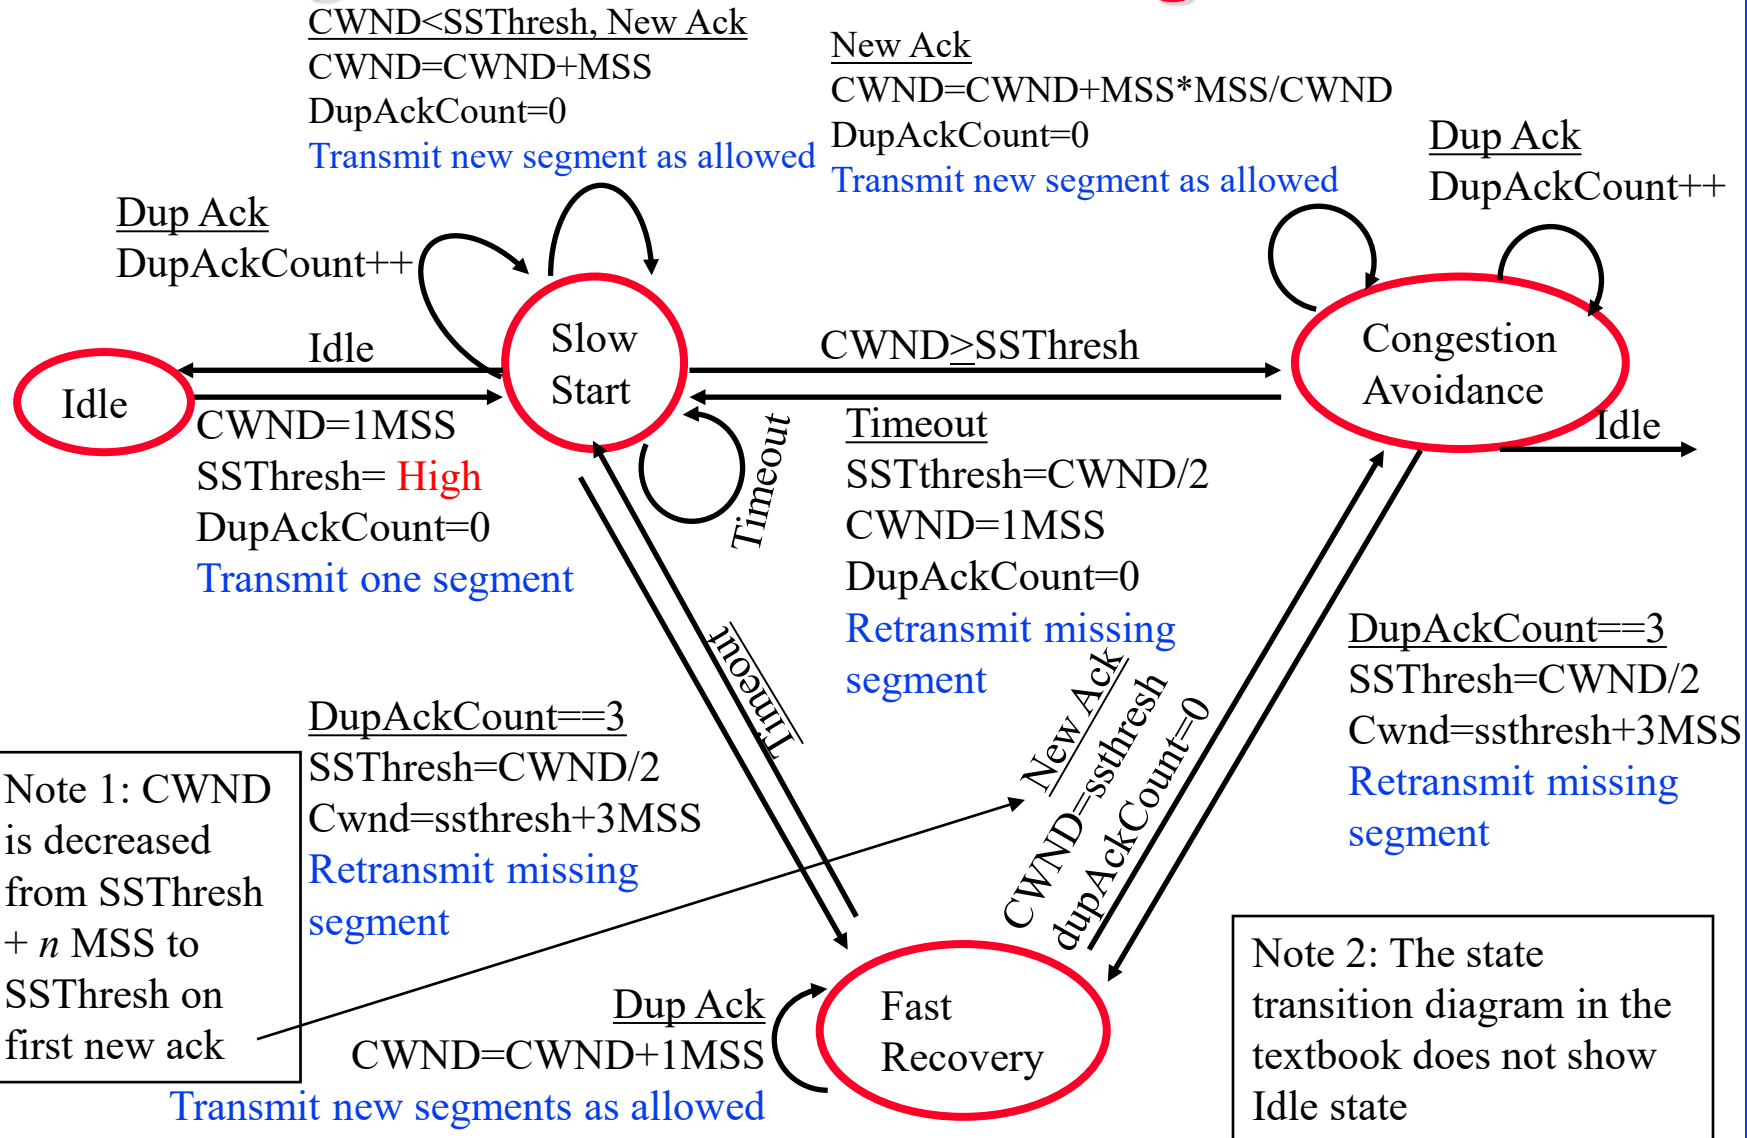 CWND<SSThresh, New Ack
CWND=CWND+MSS
DupAckCount=0
Transmit new segment as allowed
New Ack
CWND=CWND+MSS*MSS/CWND
DupAckCount=0
Transmit new segment as allowed
Dup Ack
DupAckCount++
Dup Ack
DupAckCount++
Idle
Slow
Start
Idle
CWND=1MSS
SSThresh= High
DupAckCount=0
Transmit one segment
Timeout
CWND≥SSThresh
Congestion
Avoidance
Idle
Timeout
SSTthresh=CWND/2
CWND=1MSS
DupAckCount=0
Retransmit missing
segment
Timeout
DupAckCount==3
SSThresh=CWND/2
Cwnd=ssthresh+3MSS
Retransmit missing
segment
New Ack
CWND=ssthresh
dupAckCount=0
DupAckCount==3
SSThresh=CWND/2
Cwnd=ssthresh+3MSS
Retransmit missing
segment
Note 1: CWND
is decreased
from SSThresh
+ n MSS to
SSThresh on
first new ack
Dup Ack
CWND=CWND+1MSS
Transmit new segments as allowed
Fast
Recovery
Note 2: The state
transition diagram in the
textbook does not show
Idle state